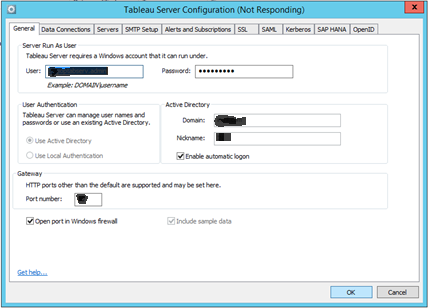 Tableau Server Configuration (Not Responding)
General Data Connections Servers SMTP Setup Alerts and Subscriptions SSL SAML Kerberos SAP HANA OpenID
Server Run As User
Tableau Server requires a Windows account that it can run under.
User: Password: •••••••••
Example: DOMAIN\username
User Authentication
Tableau Server can manage user names
and passwords or use an existing Active Directory.
Use Active Directory
Use Local Authentication
Active Directory
Domain:
Nickname:
Enable automatic logon
Gateway
HTTP ports other than the default are supported and may be set here.
Port number:
Open port in Windows firewall Include sample data
Get help...
OK Cancel